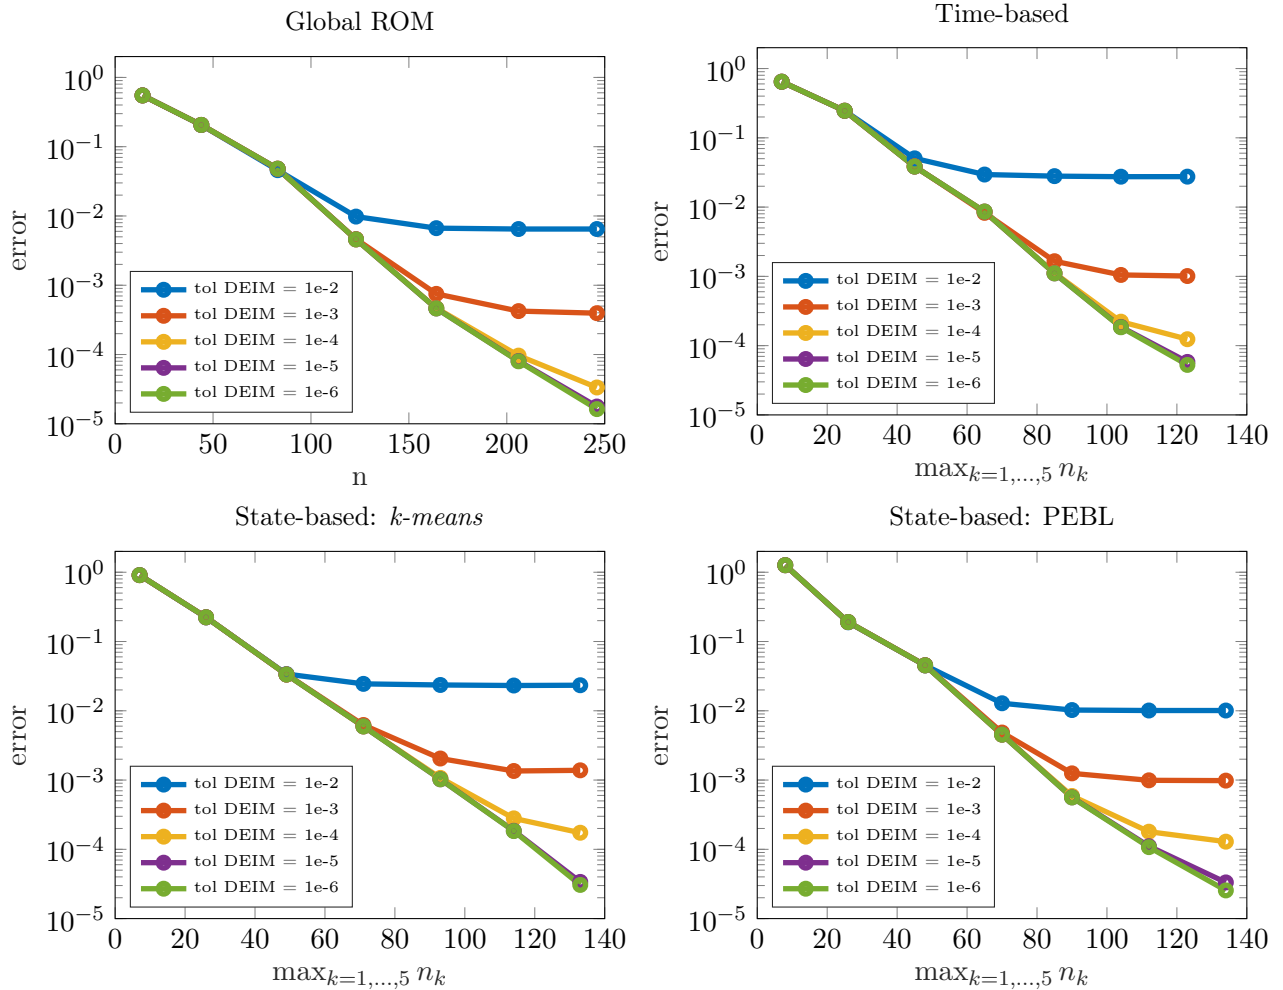 Global ROM
10^0
10^-1
10^-2
10^-3
10^-4
10^-5
error
tol DEIM = 1e-2
tol DEIM = 1e-3
tol DEIM = 1e-4
tol DEIM = 1e-5
tol DEIM = 1e-6
0 50 100 150 200 250
n
Time-based
10^0
10^-1
10^-2
10^-3
10^-4
10^-5
error
tol DEIM = 1e-2
tol DEIM = 1e-3
tol DEIM = 1e-4
tol DEIM = 1e-5
tol DEIM = 1e-6
0 20 40 60 80 100 120 140
max_{k=1,...,5} n_k
State-based: k-means
10^0
10^-1
10^-2
10^-3
10^-4
10^-5
error
tol DEIM = 1e-2
tol DEIM = 1e-3
tol DEIM = 1e-4
tol DEIM = 1e-5
tol DEIM = 1e-6
0 20 40 60 80 100 120 140
max_{k=1,...,5} n_k
State-based: PEBL
10^0
10^-1
10^-2
10^-3
10^-4
10^-5
error
tol DEIM = 1e-2
tol DEIM = 1e-3
tol DEIM = 1e-4
tol DEIM = 1e-5
tol DEIM = 1e-6
0 20 40 60 80 100 120 140
max_{k=1,...,5} n_k